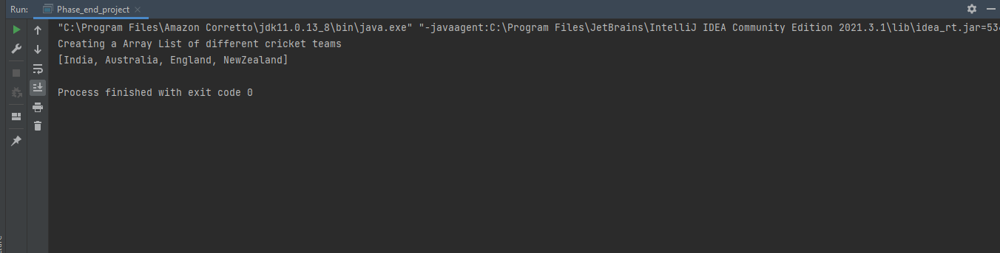 Run: Phase_end_project
"C:\Program Files\Amazon Corretto\jdk11.0.13_8\bin\java.exe" "-javaagent:C:\Program Files\JetBrains\IntelliJ IDEA Community Edition 2021.3.1\lib\idea_rt.jar=534
Creating a Array List of different cricket teams
[India, Australia, England, NewZealand]
Process finished with exit code 0